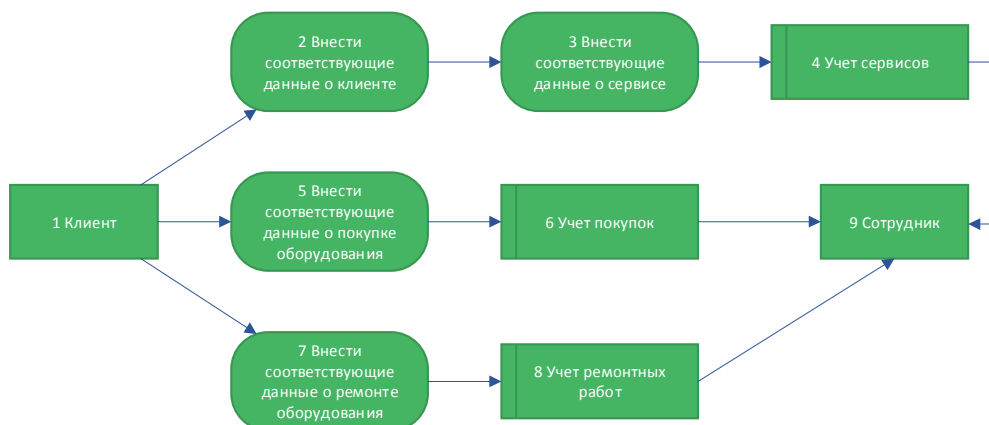 2 Внести
соответствующие
данные о клиенте
3 Внести
соответствующие
данные о сервисе
4 Учет сервисов
1 Клиент
5 Внести
соответствующие
данные о покупке
оборудования
6 Учет покупок
9 Сотрудник
7 Внести
соответствующие
данные о ремонте
оборудования
8 Учет ремонтных
работ